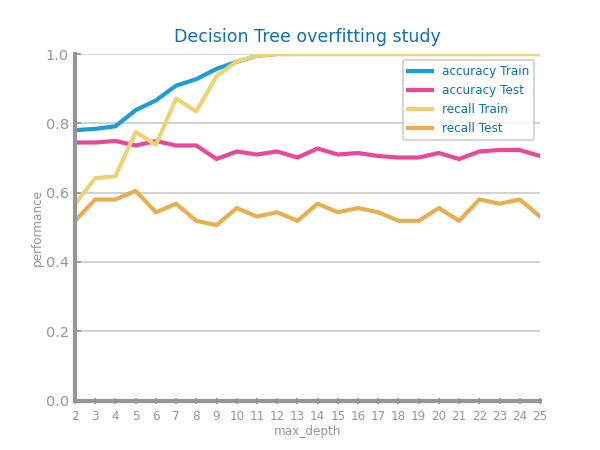 Decision Tree overfitting study
1.0
0.8
0.6
0.4
0.2
0.0
performance
accuracy Train
accuracy Test
recall Train
recall Test
2 3 4 5 6 7 8 9 10 11 12 13 14 15 16 17 18 19 20 21 22 23 24 25
max_depth